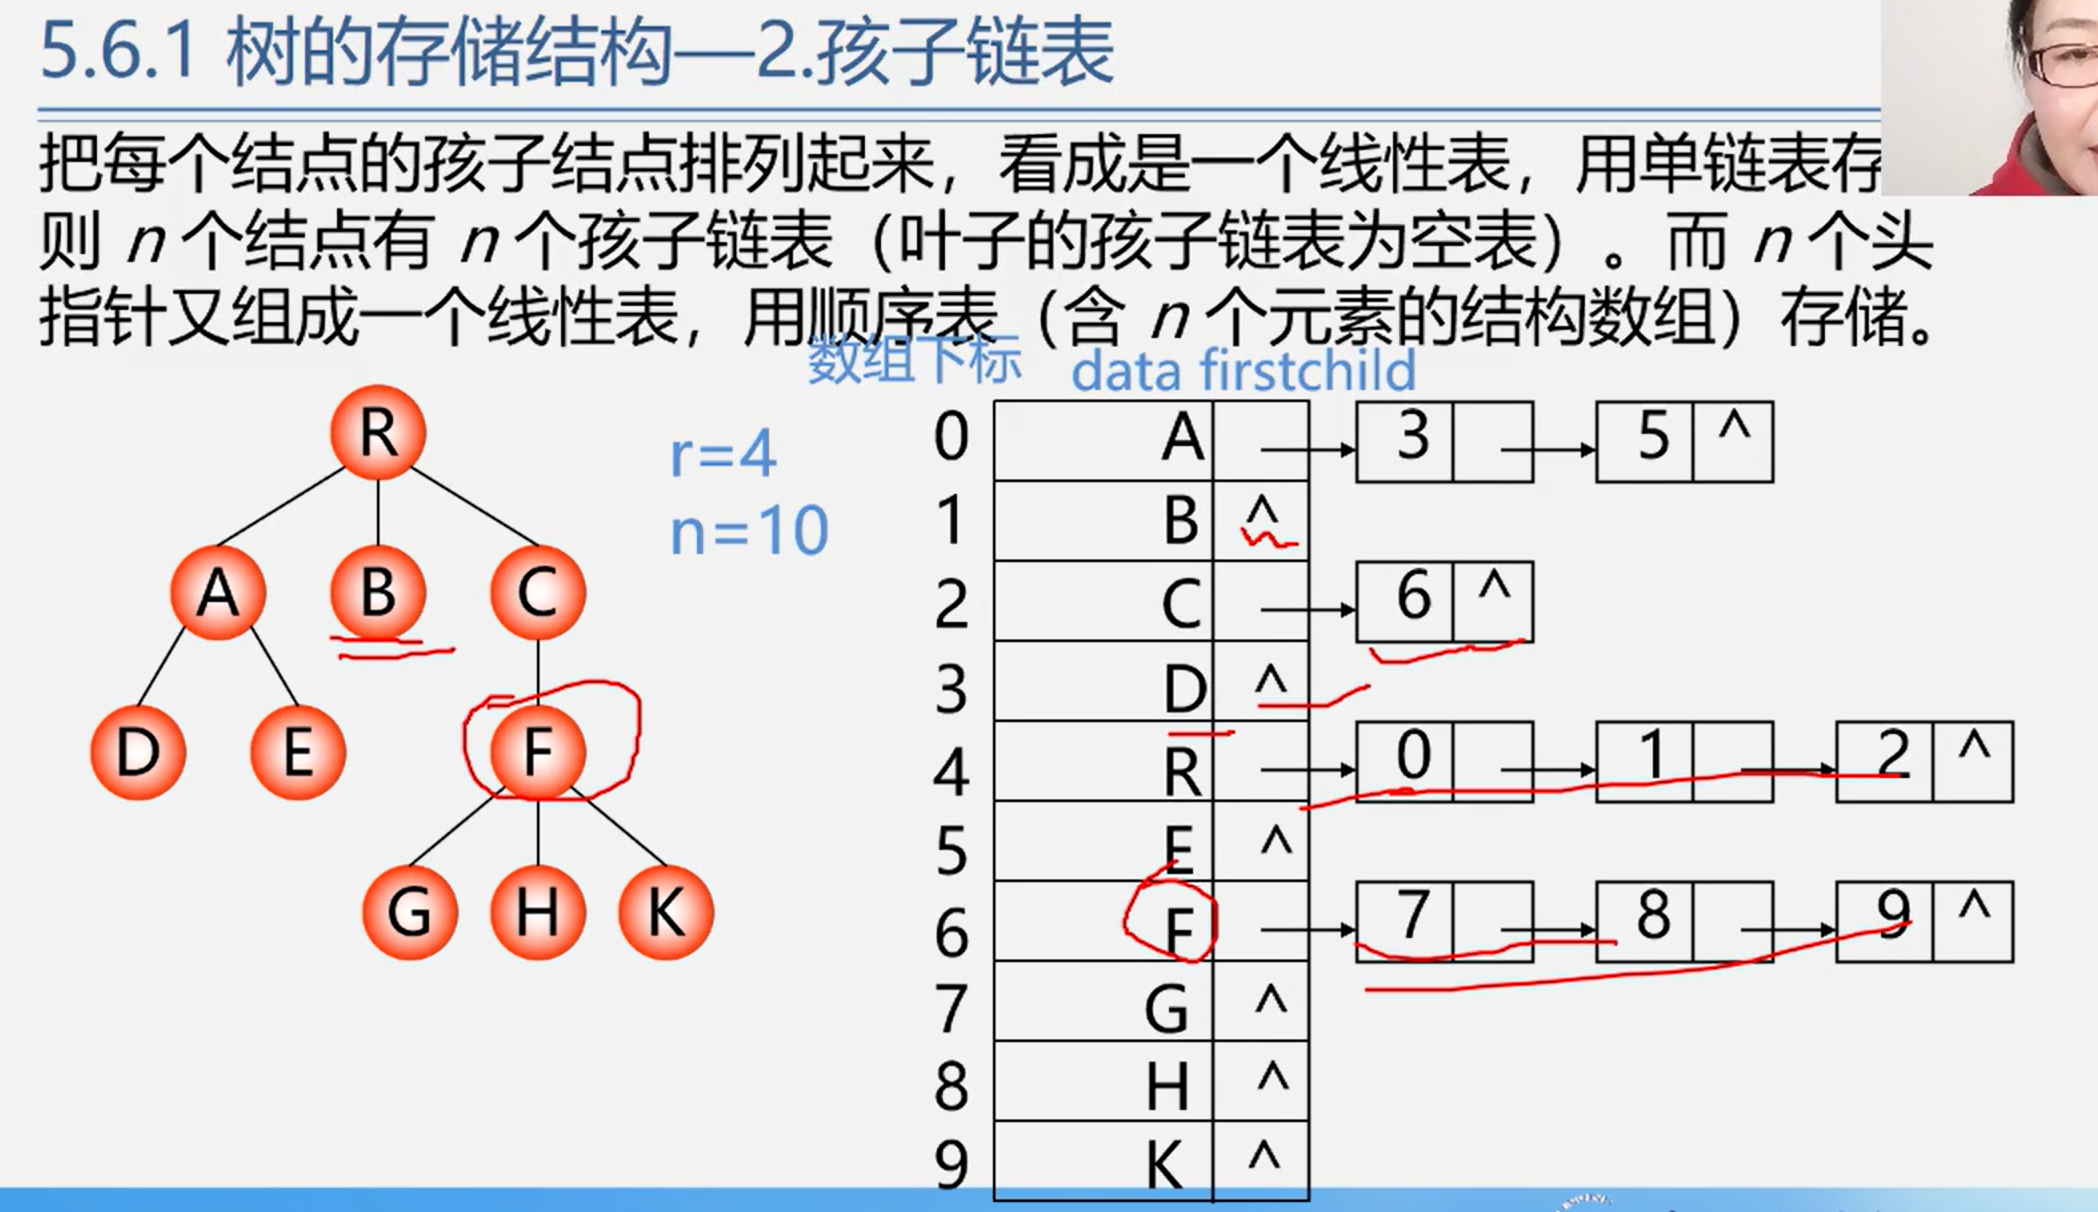 5.6.1 树的存储结构—2.孩子链表
把每个结点的孩子结点排列起来，看成是一个线性表，用单链表存
则 n 个结点有 n 个孩子链表（叶子的孩子链表为空表）。而 n 个头
指针又组成一个线性表，用顺序表（含 n 个元素的结构数组）存储。
数组下标 data firstchild
R
A B C
D E F
G H K
r=4
n=10
0 A 3 5 ^
1 B ^
2 C 6 ^
3 D ^
4 R 0 1 2 ^
5 E ^
6 F 7 8 9 ^
7 G ^
8 H ^
9 K ^